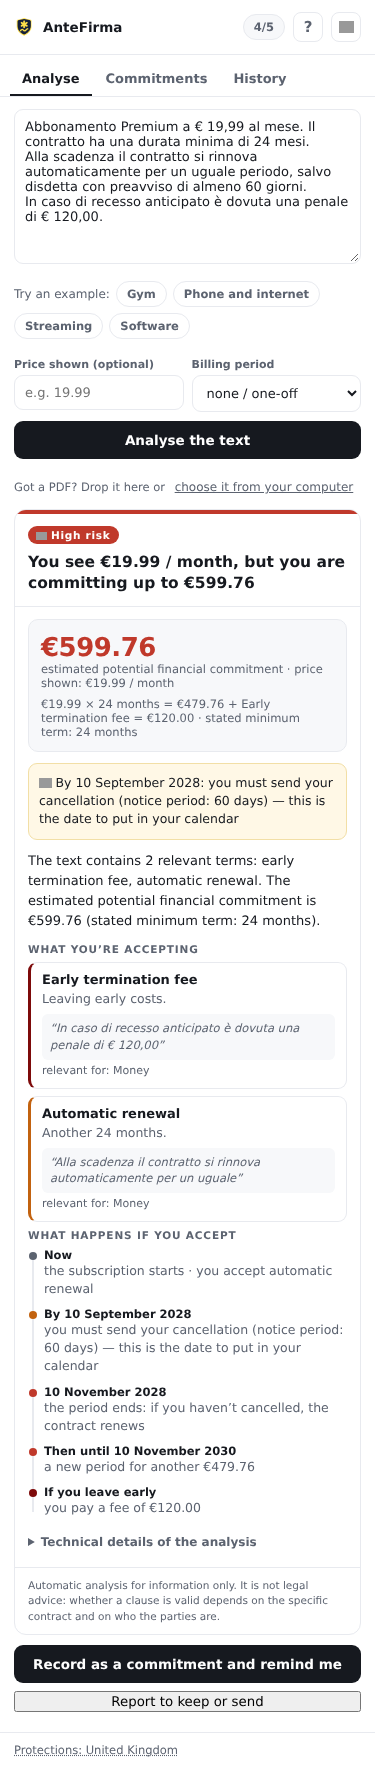 AnteFirma
4/5
?
Analyse
Commitments
History
Abbonamento Premium a € 19,99 al mese. Il
contratto ha una durata minima di 24 mesi.
Alla scadenza il contratto si rinnova
automaticamente per un uguale periodo, salvo
disdetta con preavviso di almeno 60 giorni.
In caso di recesso anticipato è dovuta una penale
di € 120,00.
Try an example:
Gym
Phone and internet
Streaming
Software
Price shown (optional)
Billing period
e.g. 19.99
none / one-off
Analyse the text
Got a PDF? Drop it here or choose it from your computer
High risk
You see €19.99 / month, but you are
committing up to €599.76
€599.76
estimated potential financial commitment · price
shown: €19.99 / month
€19.99 × 24 months = €479.76 + Early
termination fee = €120.00 · stated minimum
term: 24 months
By 10 September 2028: you must send your
cancellation (notice period: 60 days) — this is
the date to put in your calendar
The text contains 2 relevant terms: early
termination fee, automatic renewal. The
estimated potential financial commitment is
€599.76 (stated minimum term: 24 months).
WHAT YOU’RE ACCEPTING
Early termination fee
Leaving early costs.
“In caso di recesso anticipato è dovuta una
penale di € 120,00”
relevant for: Money
Automatic renewal
Another 24 months.
“Alla scadenza il contratto si rinnova
automaticamente per un uguale”
relevant for: Money
WHAT HAPPENS IF YOU ACCEPT
Now
the subscription starts · you accept automatic
renewal
By 10 September 2028
you must send your cancellation (notice period:
60 days) — this is the date to put in your
calendar
10 November 2028
the period ends: if you haven’t cancelled, the
contract renews
Then until 10 November 2030
a new period for another €479.76
If you leave early
you pay a fee of €120.00
Technical details of the analysis
Automatic analysis for information only. It is not legal
advice: whether a clause is valid depends on the specific
contract and on who the parties are.
Record as a commitment and remind me
Report to keep or send
Protections: United Kingdom